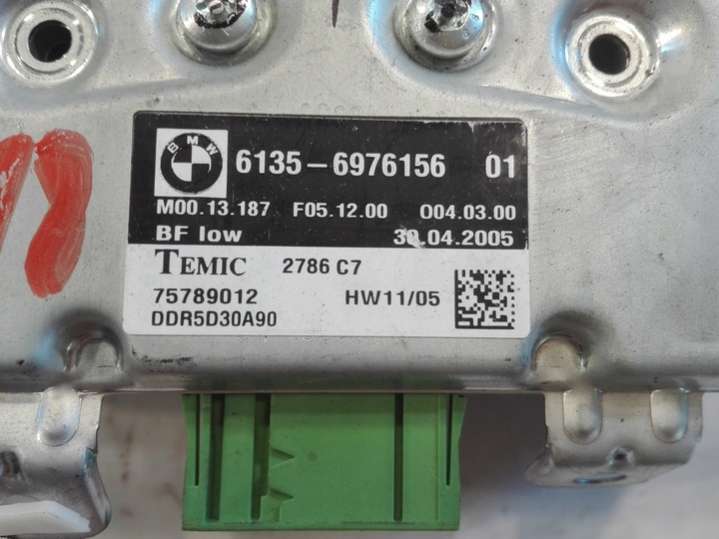 BMW 6135-6976156 01
M00.13.187 F05.12.00 O04.03.00
BF low 30.04.2005
TEMIC 2786 C7
75789012 HW11/05
DDR5D30A90